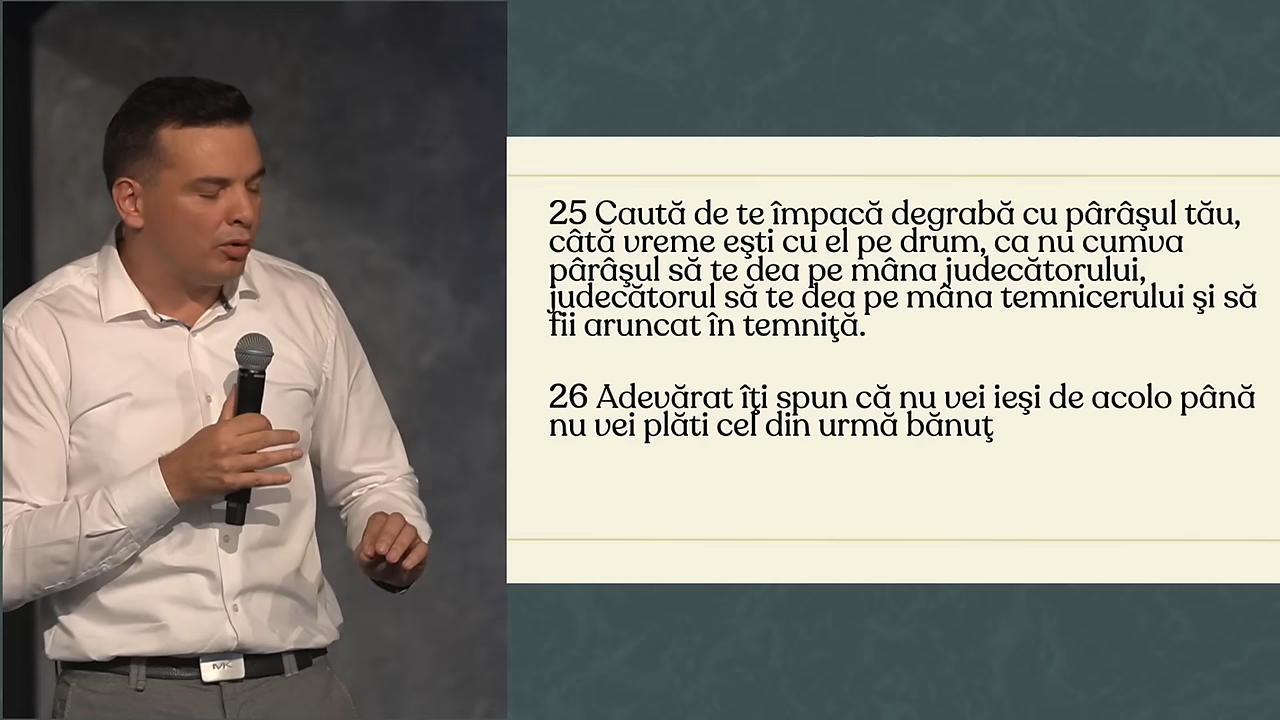 25 Caută de te împacă degrabă cu pârâşul tău,
câtă vreme eşti cu el pe drum, ca nu cumva
pârâşul să te dea pe mâna judecătorului,
judecătorul să te dea pe mâna temnicerului şi să
fii aruncat în temniţă.
26 Adevărat îţi spun că nu vei ieşi de acolo până
nu vei plăti cel din urmă bănuţ
MK